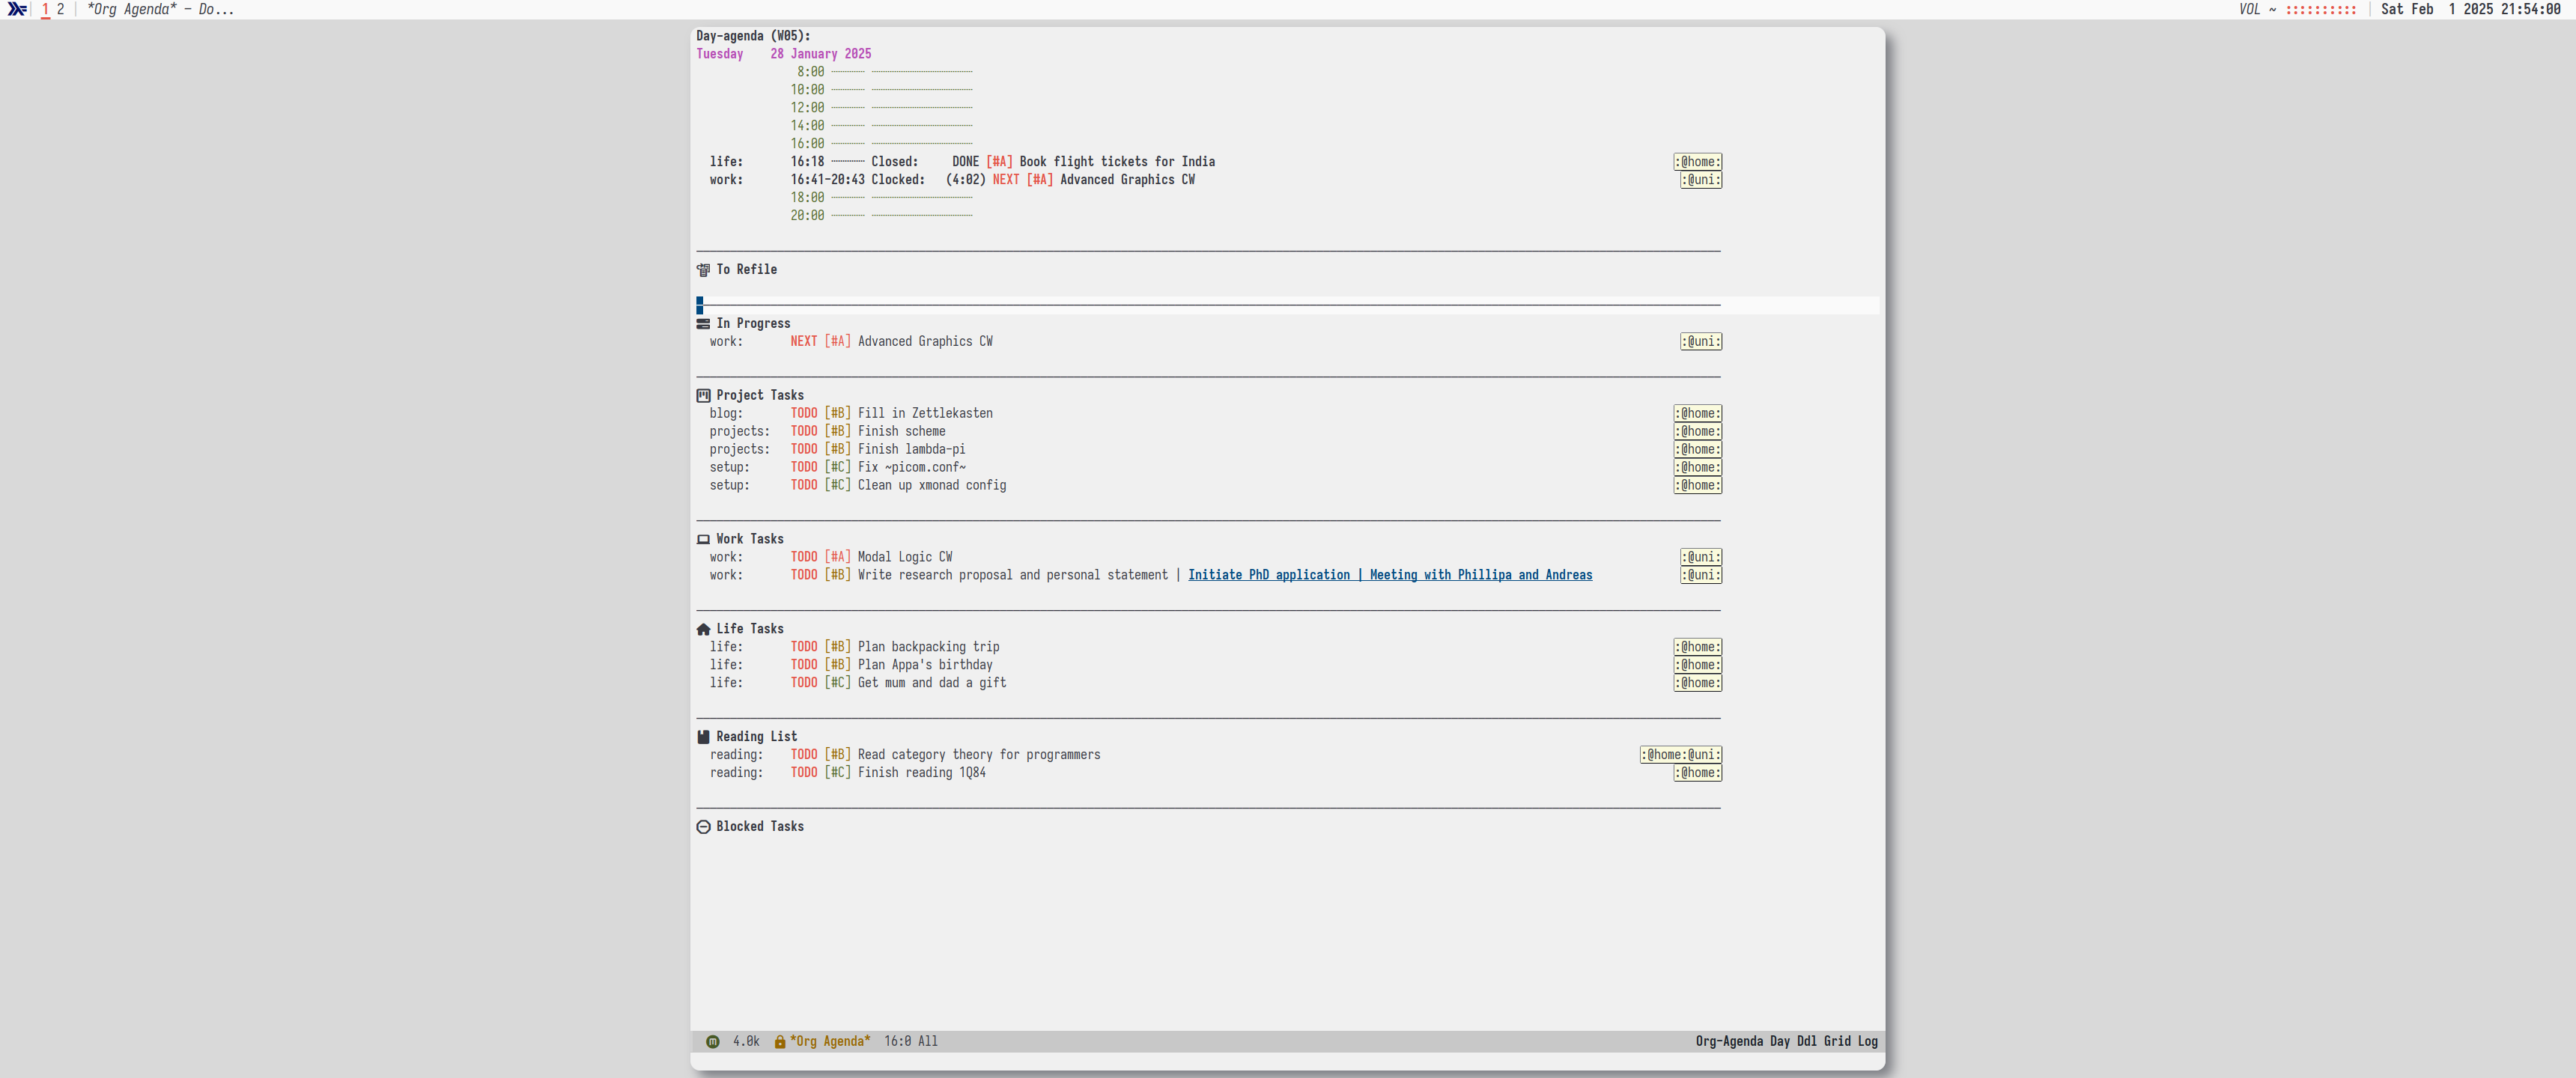 1 2 | *Org Agenda* – Do... VOL ~ :::::::::: | Sat Feb 1 2025 21:54:00
Day-agenda (W05):
Tuesday 28 January 2025
8:00
10:00
12:00
14:00
16:00
life: 16:18 Closed: DONE [#A] Book flight tickets for India :@home:
work: 16:41-20:43 Clocked: (4:02) NEXT [#A] Advanced Graphics CW :@uni:
18:00
20:00
To Refile
In Progress
work: NEXT [#A] Advanced Graphics CW :@uni:
Project Tasks
blog: TODO [#B] Fill in Zettlekasten :@home:
projects: TODO [#B] Finish scheme :@home:
projects: TODO [#B] Finish lambda-pi :@home:
setup: TODO [#C] Fix ~picom.conf~ :@home:
setup: TODO [#C] Clean up xmonad config :@home:
Work Tasks
work: TODO [#A] Modal Logic CW :@uni:
work: TODO [#B] Write research proposal and personal statement | Initiate PhD application | Meeting with Phillipa and Andreas :@uni:
Life Tasks
life: TODO [#B] Plan backpacking trip :@home:
life: TODO [#B] Plan Appa's birthday :@home:
life: TODO [#C] Get mum and dad a gift :@home:
Reading List
reading: TODO [#B] Read category theory for programmers :@home:@uni:
reading: TODO [#C] Finish reading 1Q84 :@home:
Blocked Tasks
m 4.0k *Org Agenda* 16:0 All Org-Agenda Day Ddl Grid Log